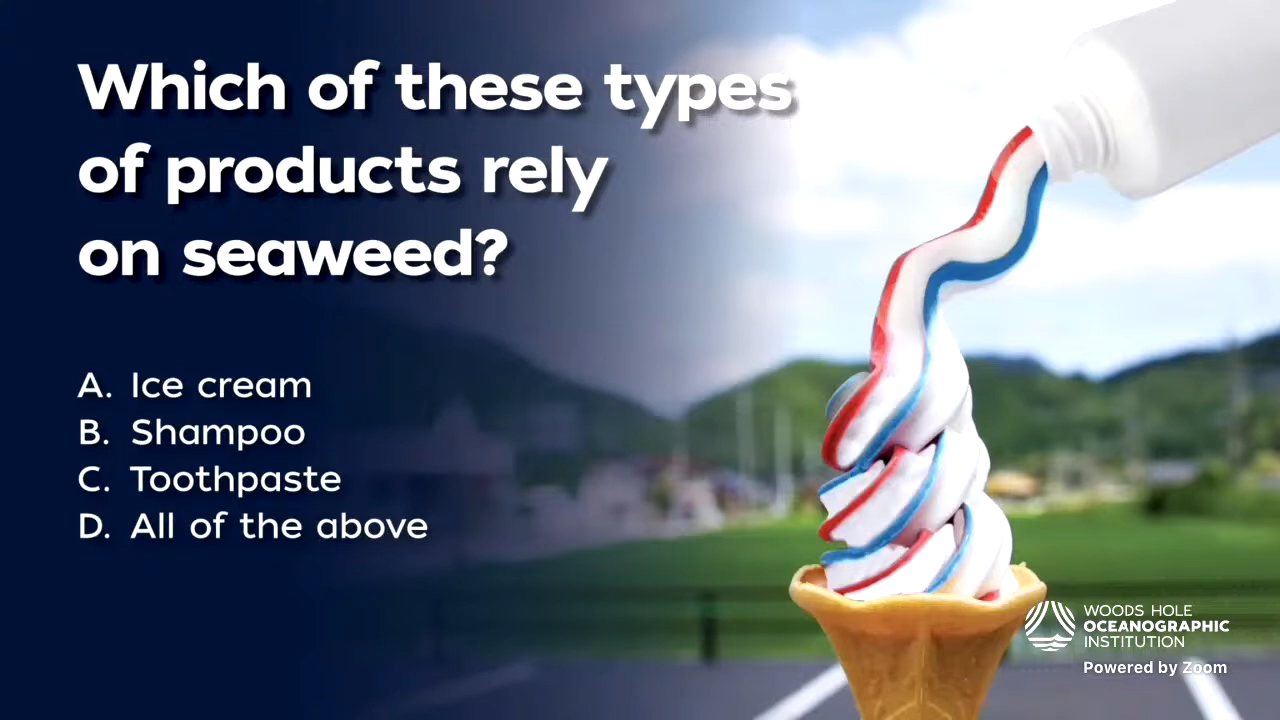 Which of these types
of products rely
on seaweed?
A. Ice cream
B. Shampoo
C. Toothpaste
D. All of the above
WOODS HOLE
OCEANOGRAPHIC
INSTITUTION
Powered by Zoom